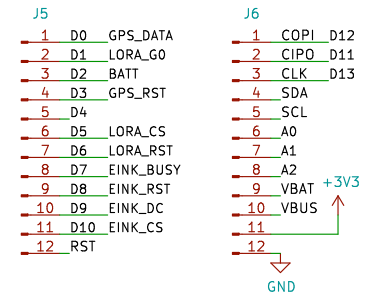 J5
1 D0 GPS_DATA
2 D1 LORA_G0
3 D2 BATT
4 D3 GPS_RST
5 D4
6 D5 LORA_CS
7 D6 LORA_RST
8 D7 EINK_BUSY
9 D8 EINK_RST
10 D9 EINK_DC
11 D10 EINK_CS
12 RST
J6
1 COPI D12
2 CIPO D11
3 CLK D13
4 SDA
5 SCL
6 A0
7 A1
8 A2
+3V3
9 VBAT
10 VBUS
11
12
GND